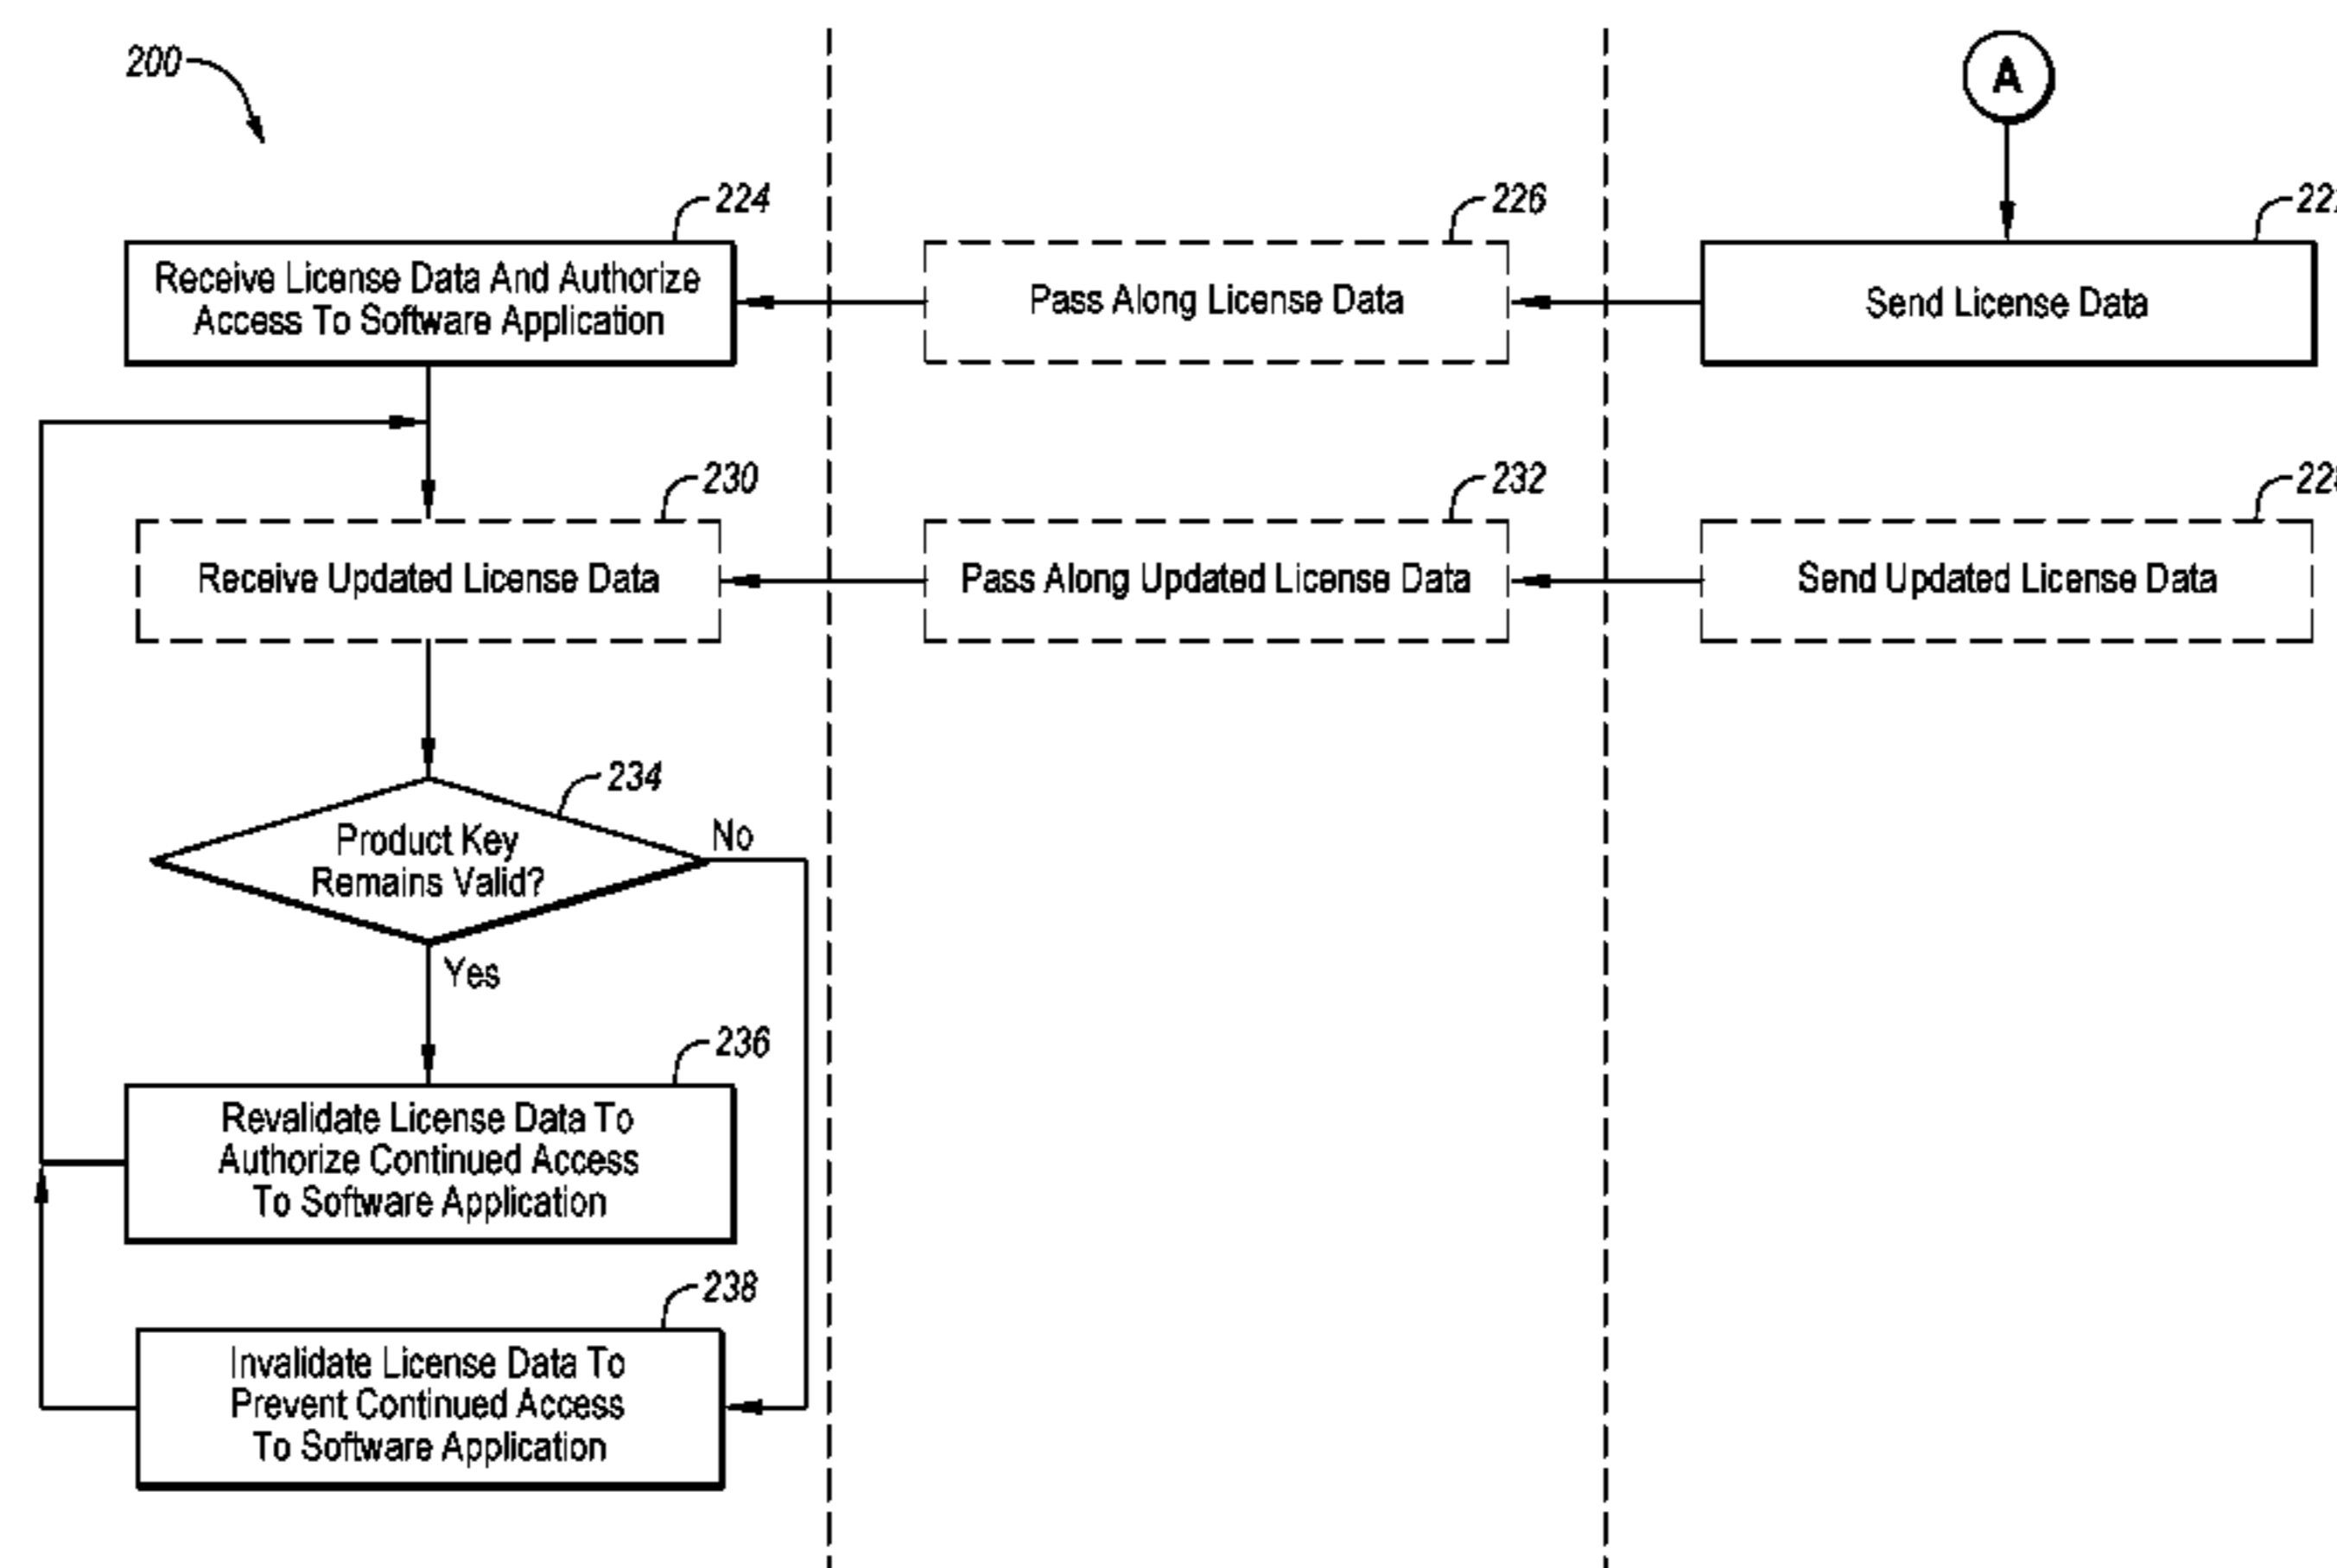 200
A
224
226
Receive License Data And Authorize
Access To Software Application
Pass Along License Data
Send License Data
230
232
Receive Updated License Data
Pass Along Updated License Data
Send Updated License Data
234
Product Key
Remains Valid?
No
Yes
236
Revalidate License Data To
Authorize Continued Access
To Software Application
238
Invalidate License Data To
Prevent Continued Access
To Software Application